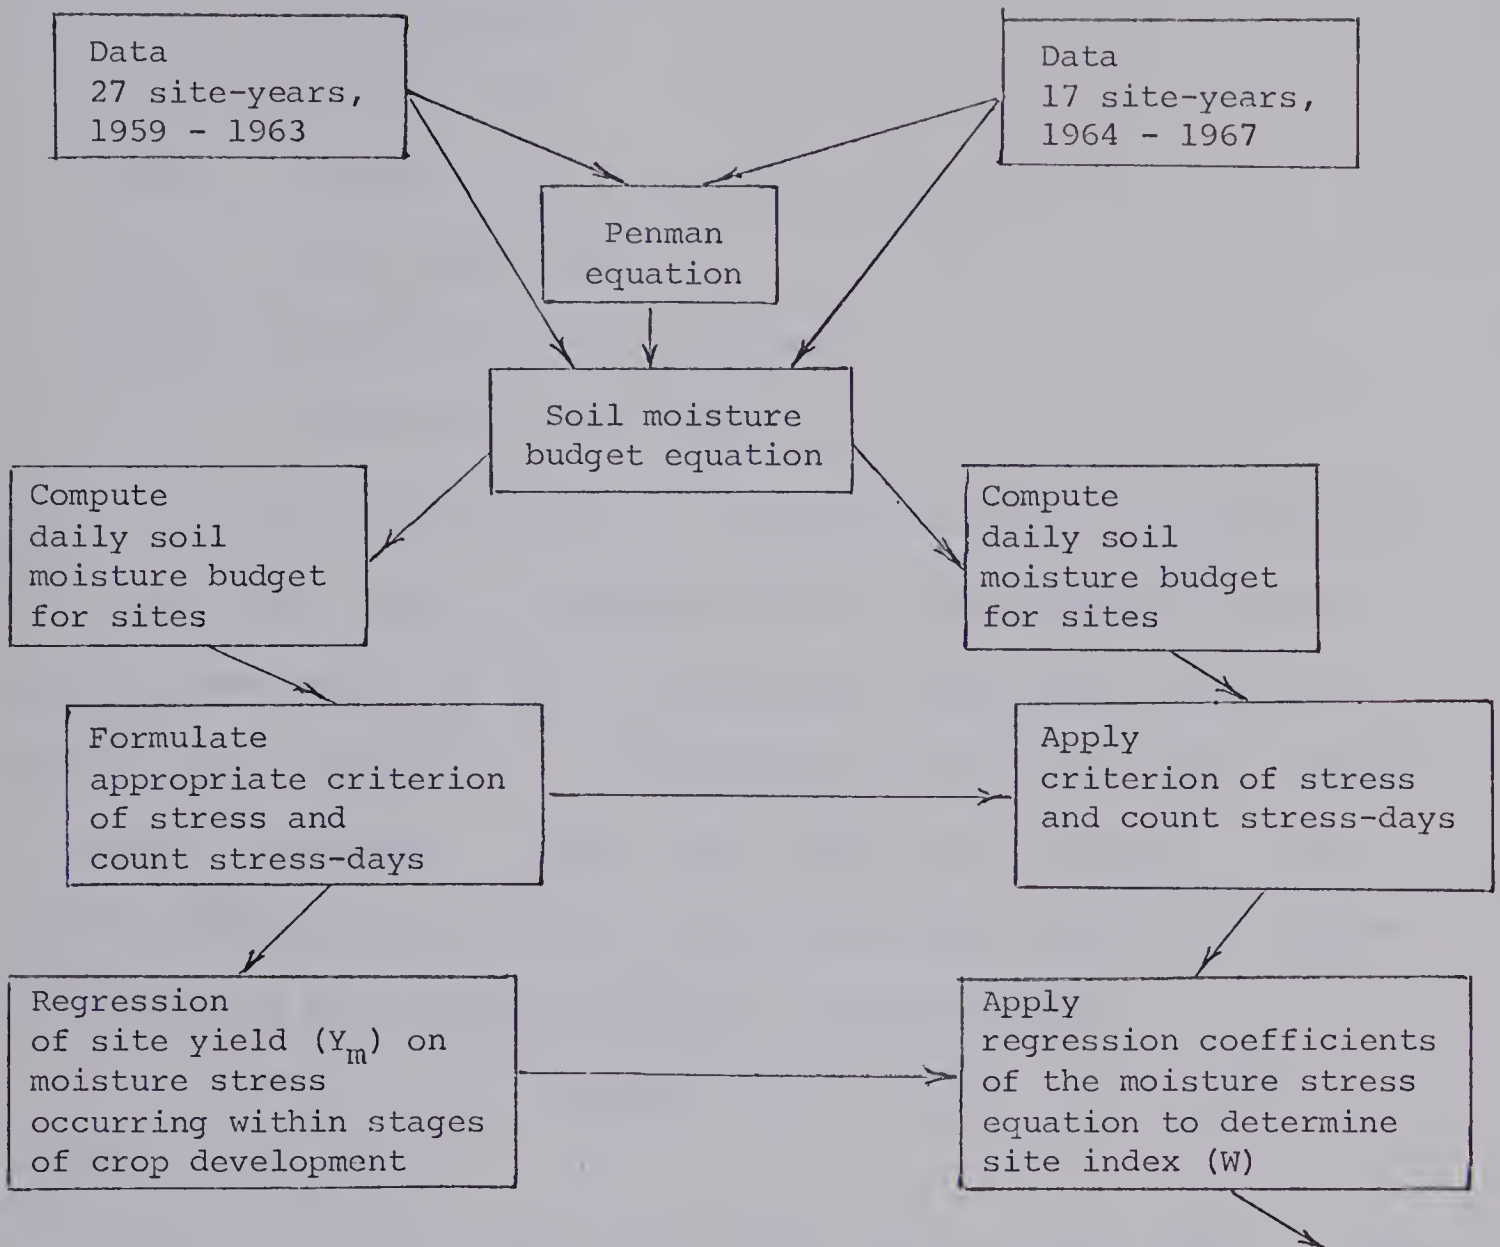 Data
27 site-years,
1959 - 1963
Data
17 site-years,
1964 - 1967
Penman
equation
Soil moisture
budget equation
Compute
daily soil
moisture budget
for sites
Compute
daily soil
moisture budget
for sites
Formulate
appropriate criterion
of stress and
count stress-days
Apply
criterion of stress
and count stress-days
Regression
of site yield (Ym) on
moisture stress
occurring within stages
of crop development
Apply
regression coefficients
of the moisture stress
equation to determine
site index (W)